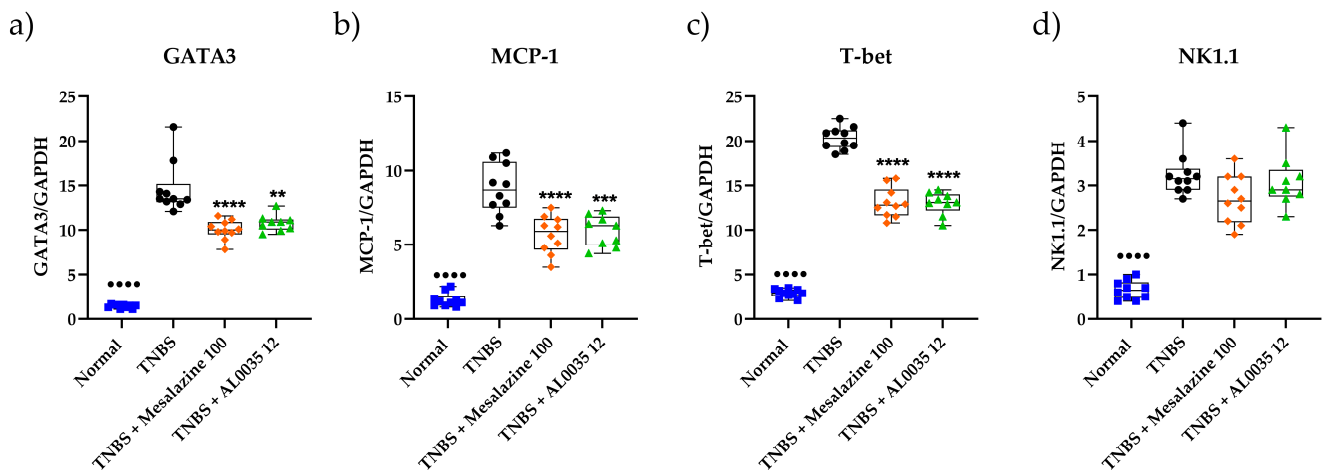 a)
GATA3
GATA3/GAPDH
25
20
15
10
5
0
••••
****
**
Normal
TNBS
TNBS + Mesalazine 100
TNBS + AL0035 12
b)
MCP-1
MCP-1/GAPDH
15
10
5
0
••••
****
***
Normal
TNBS
TNBS + Mesalazine 100
TNBS + AL0035 12
c)
T-bet
T-bet/GAPDH
25
20
15
10
5
0
••••
****
****
Normal
TNBS
TNBS + Mesalazine 100
TNBS + AL0035 12
d)
NK1.1
NK1.1/GAPDH
5
4
3
2
1
0
••••
Normal
TNBS
TNBS + Mesalazine 100
TNBS + AL0035 12